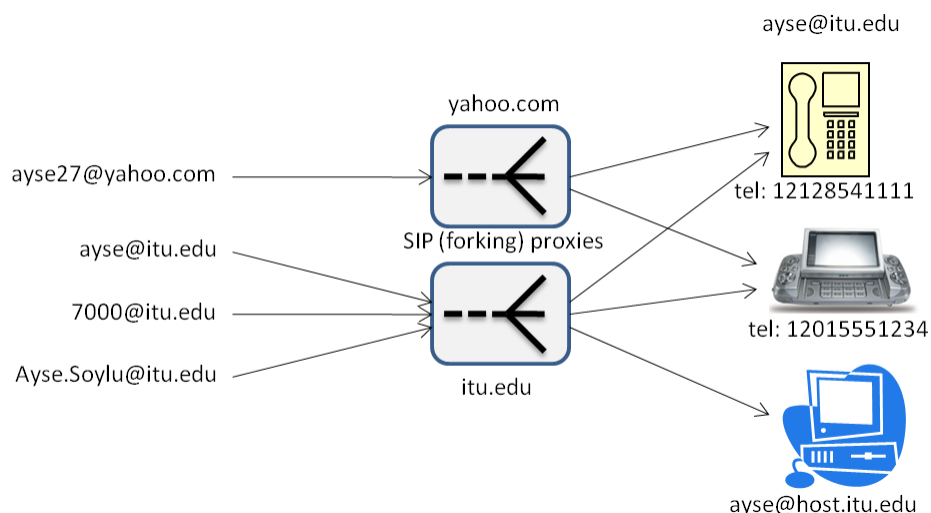 ayse@itu.edu
yahoo.com
ayse27@yahoo.com
tel: 12128541111
SIP (forking) proxies
ayse@itu.edu
7000@itu.edu
tel: 12015551234
Ayse.Soylu@itu.edu
itu.edu
ayse@host.itu.edu